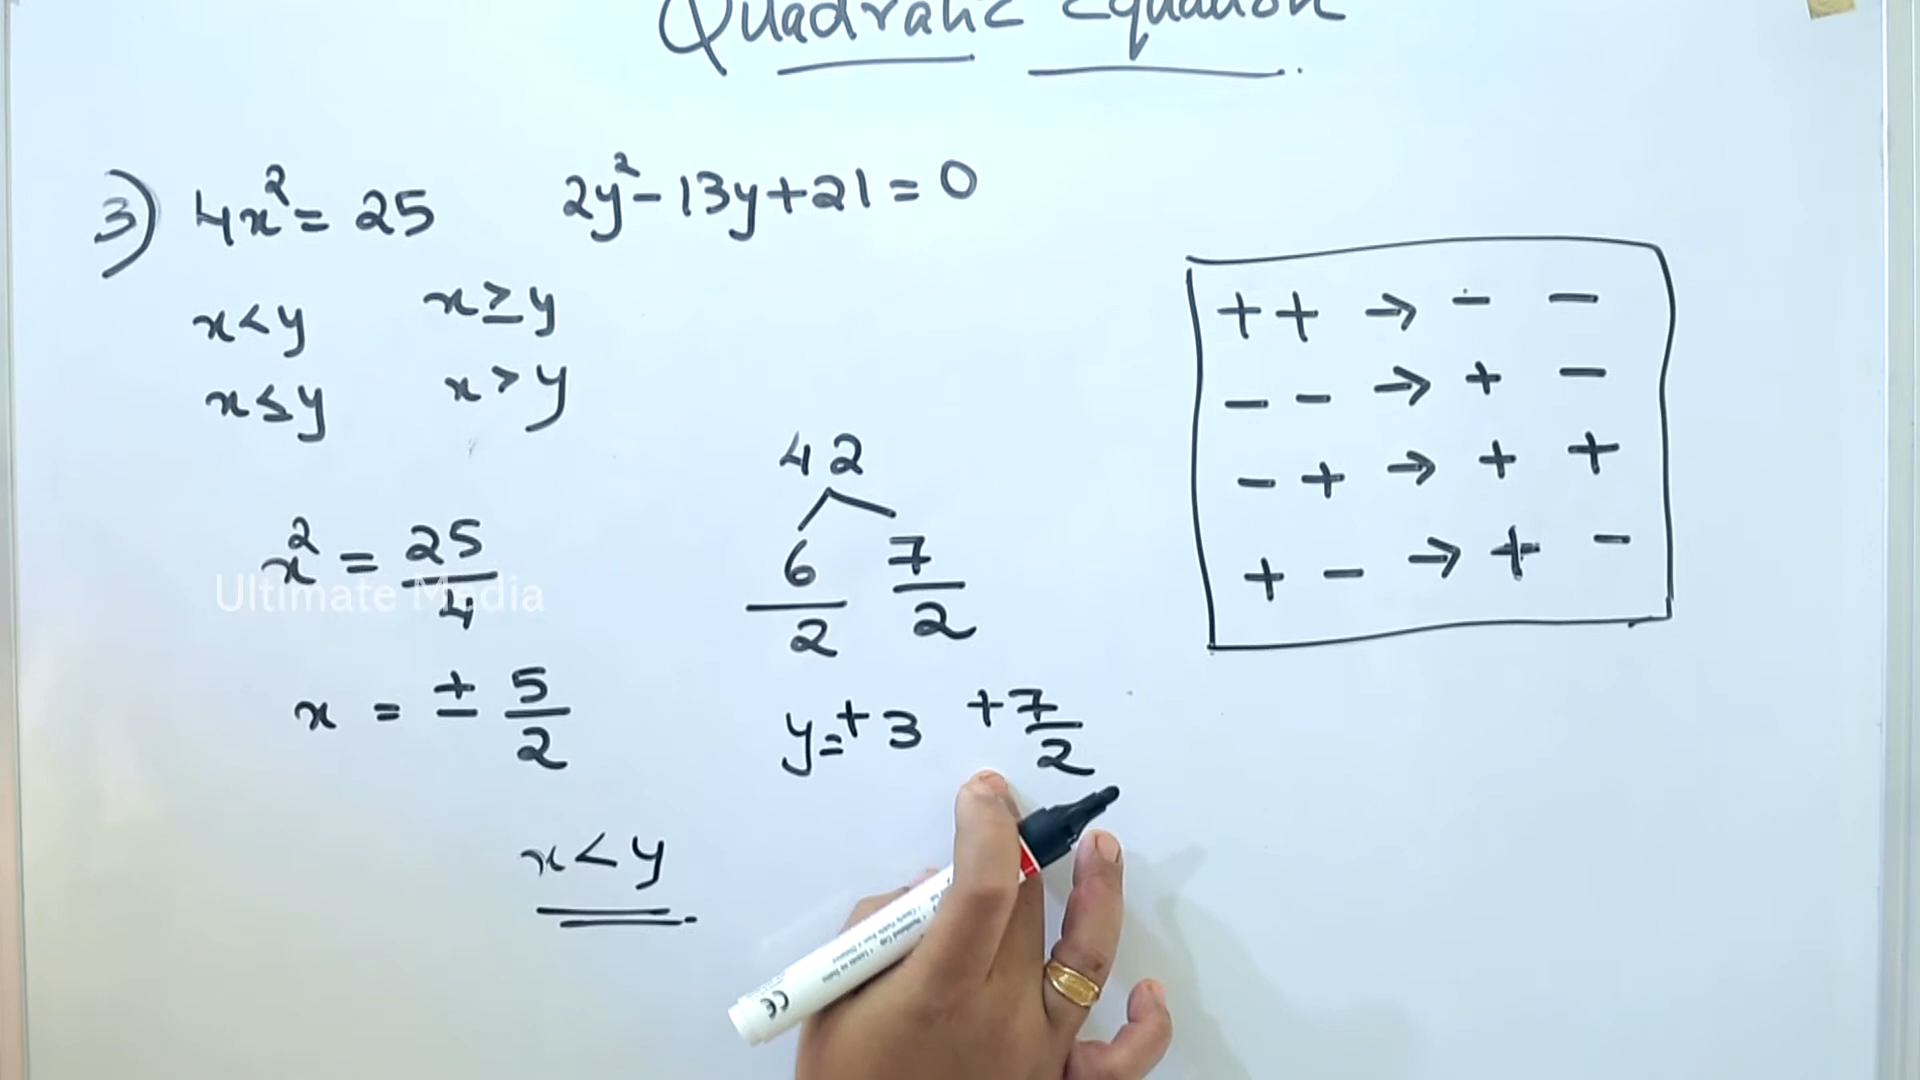 Quadratic Equation
3) 4x² = 25 2y² - 13y + 21 = 0
x < y x ≥ y
x ≤ y x > y
42
6/2 7/2
x² = 25/4
x = ± 5/2
y = +3 +7/2
x < y
+ + → - -
- - → + -
- + → + +
+ - → + -
Ultimate Media
CE